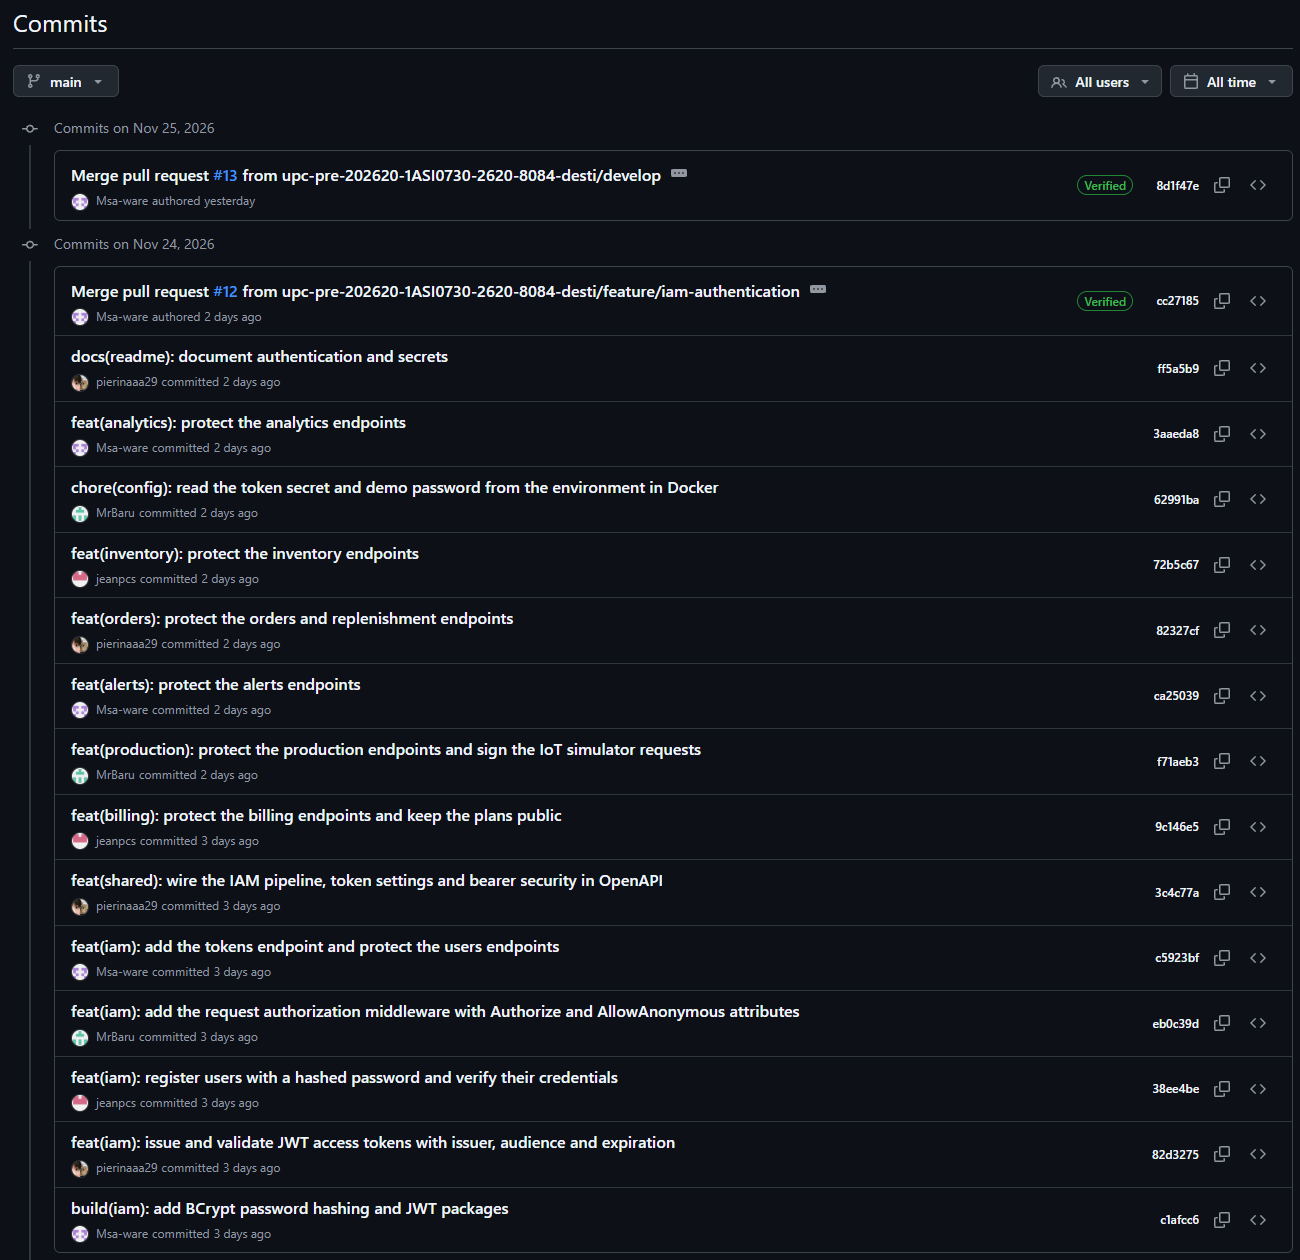 Commits
main
All users
All time
Commits on Nov 25, 2026
Merge pull request #13 from upc-pre-202620-1ASI0730-2620-8084-desti/develop
Verified
8d1f47e
Msa-ware authored yesterday
Commits on Nov 24, 2026
Merge pull request #12 from upc-pre-202620-1ASI0730-2620-8084-desti/feature/iam-authentication
Verified
cc27185
Msa-ware authored 2 days ago
docs(readme): document authentication and secrets
ff5a5b9
pierinaaa29 committed 2 days ago
feat(analytics): protect the analytics endpoints
3aaeda8
Msa-ware committed 2 days ago
chore(config): read the token secret and demo password from the environment in Docker
62991ba
MrBaru committed 2 days ago
feat(inventory): protect the inventory endpoints
72b5c67
jeanpcs committed 2 days ago
feat(orders): protect the orders and replenishment endpoints
82327cf
pierinaaa29 committed 2 days ago
feat(alerts): protect the alerts endpoints
ca25039
Msa-ware committed 2 days ago
feat(production): protect the production endpoints and sign the IoT simulator requests
f71aeb3
MrBaru committed 2 days ago
feat(billing): protect the billing endpoints and keep the plans public
9c146e5
jeanpcs committed 3 days ago
feat(shared): wire the IAM pipeline, token settings and bearer security in OpenAPI
3c4c77a
pierinaaa29 committed 3 days ago
feat(iam): add the tokens endpoint and protect the users endpoints
c5923bf
Msa-ware committed 3 days ago
feat(iam): add the request authorization middleware with Authorize and AllowAnonymous attributes
eb0c39d
MrBaru committed 3 days ago
feat(iam): register users with a hashed password and verify their credentials
38ee4be
jeanpcs committed 3 days ago
feat(iam): issue and validate JWT access tokens with issuer, audience and expiration
82d3275
pierinaaa29 committed 3 days ago
build(iam): add BCrypt password hashing and JWT packages
c1afcc6
Msa-ware committed 3 days ago